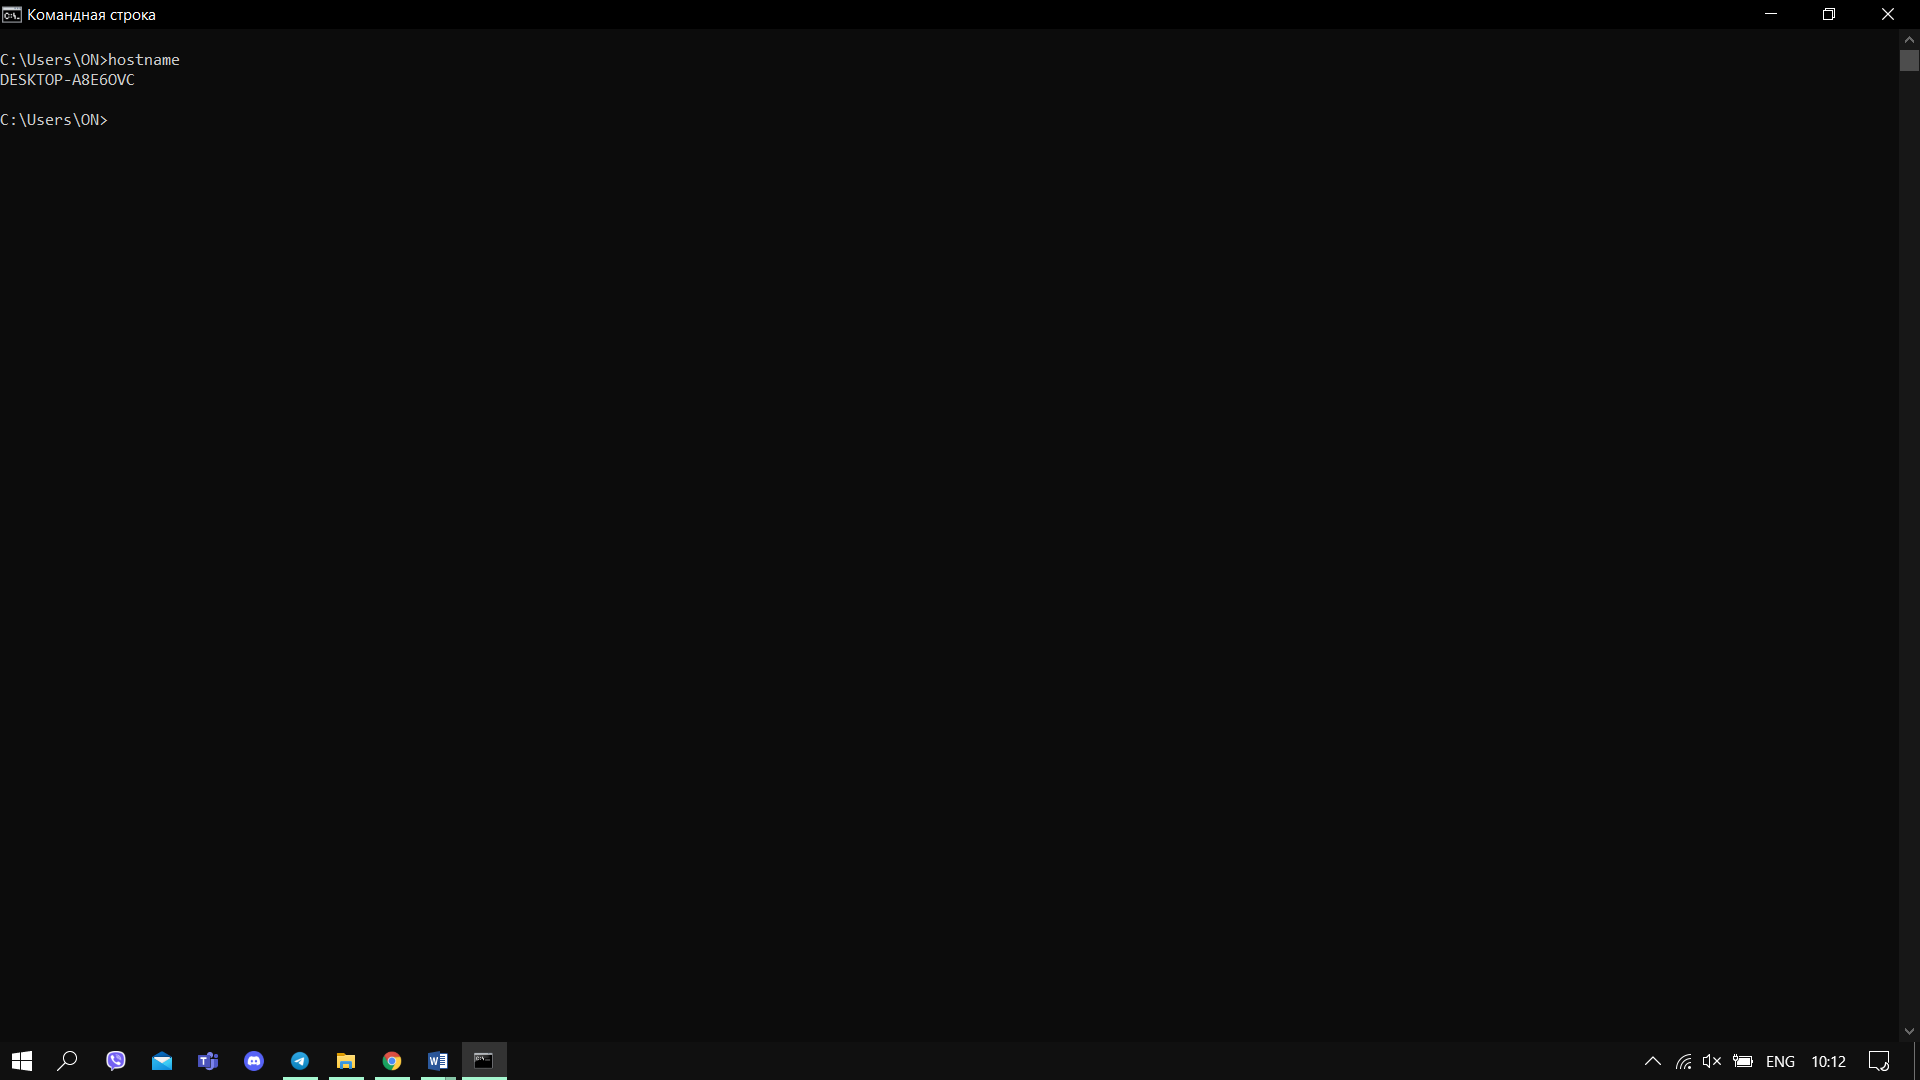 Командная строка
C:\Users\ON>hostname
DESKTOP-A8E6OVC
C:\Users\ON>
ENG 10:12